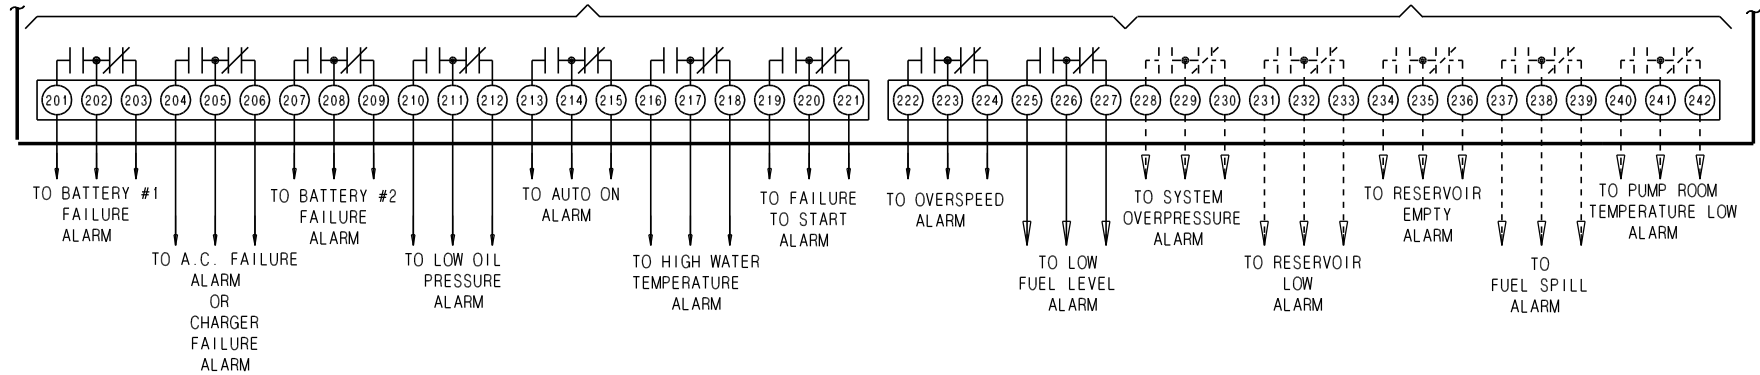 201 202 203 204 205 206 207 208 209 210 211 212 213 214 215 216 217 218 219 220 221 222 223 224 225 226 227 228 229 230 231 232 233 234 235 236 237 238 239 240 241 242
TO BATTERY #1
FAILURE
ALARM
TO A.C. FAILURE
ALARM
OR
CHARGER
FAILURE
ALARM
TO BATTERY #2
FAILURE
ALARM
TO LOW OIL
PRESSURE
ALARM
TO AUTO ON
ALARM
TO HIGH WATER
TEMPERATURE
ALARM
TO FAILURE
TO START
ALARM
TO OVERSPEED
ALARM
TO LOW
FUEL LEVEL
ALARM
TO SYSTEM
OVERPRESSURE
ALARM
TO RESERVOIR
LOW
ALARM
TO RESERVOIR
EMPTY
ALARM
TO
FUEL SPILL
ALARM
TO PUMP ROOM
TEMPERATURE LOW
ALARM